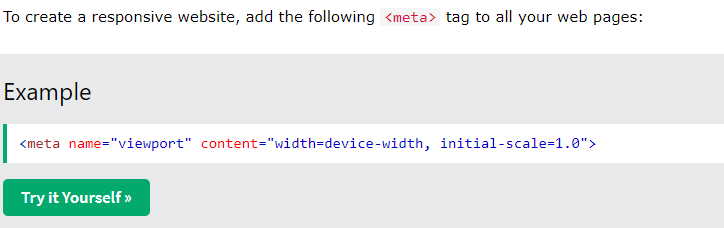 To create a responsive website, add the following <meta> tag to all your web pages:
Example
<meta name="viewport" content="width=device-width, initial-scale=1.0">
Try it Yourself »